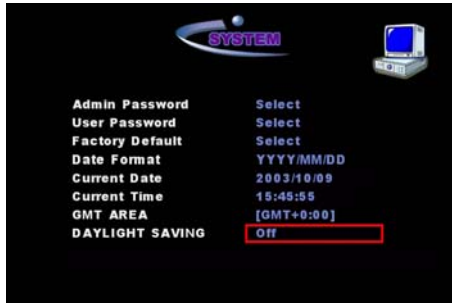 SYSTEM
Admin Password Select
User Password Select
Factory Default Select
Date Format YYYY/MM/DD
Current Date 2003/10/09
Current Time 15:45:55
GMT AREA [GMT+0:00]
DAYLIGHT SAVING Off